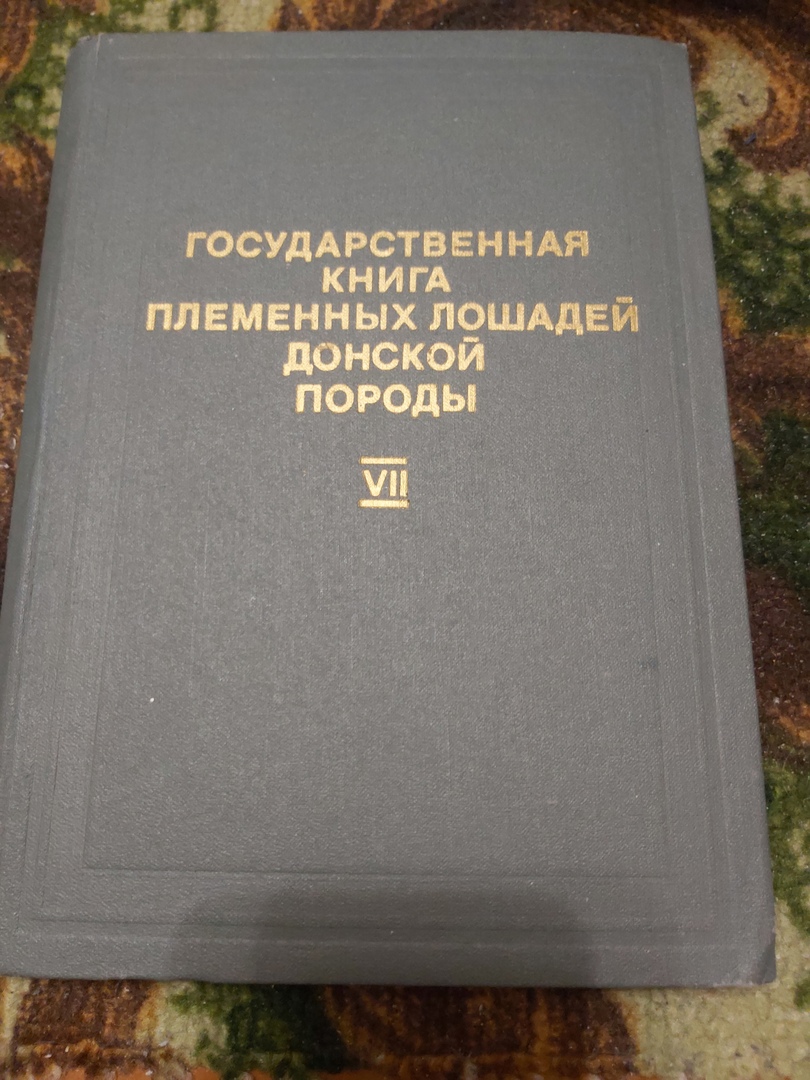 ГОСУДАРСТВЕННАЯ
КНИГА
ПЛЕМЕННЫХ ЛОШАДЕЙ
ДОНСКОЙ
ПОРОДЫ
VII